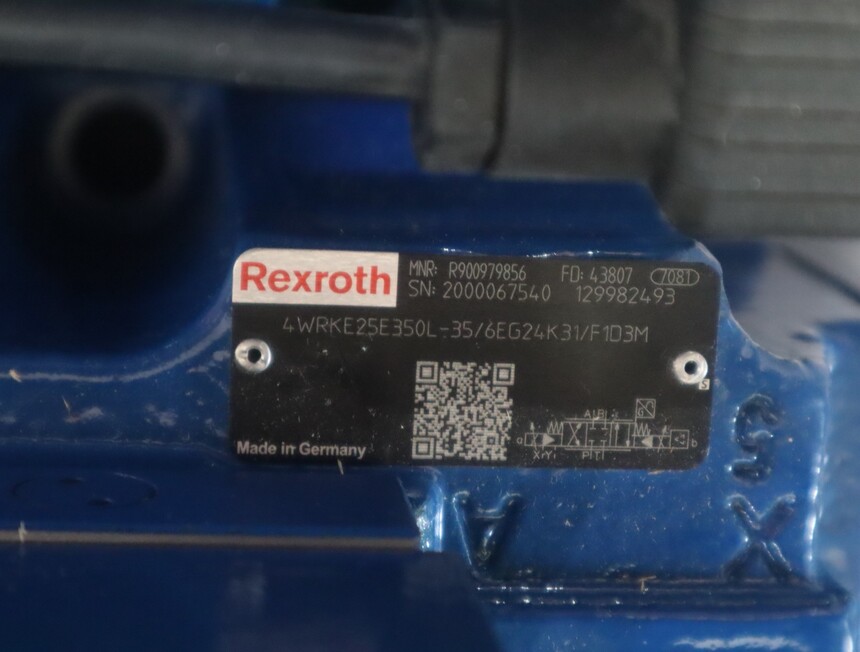 Rexroth
MNR: R900979856 FD: 43807 7081
SN: 2000067540 129982493
4WRKE25E350L-35/6EG24K31/F1D3M
S
A B
a b
X Y P T
Made in Germany
A
X